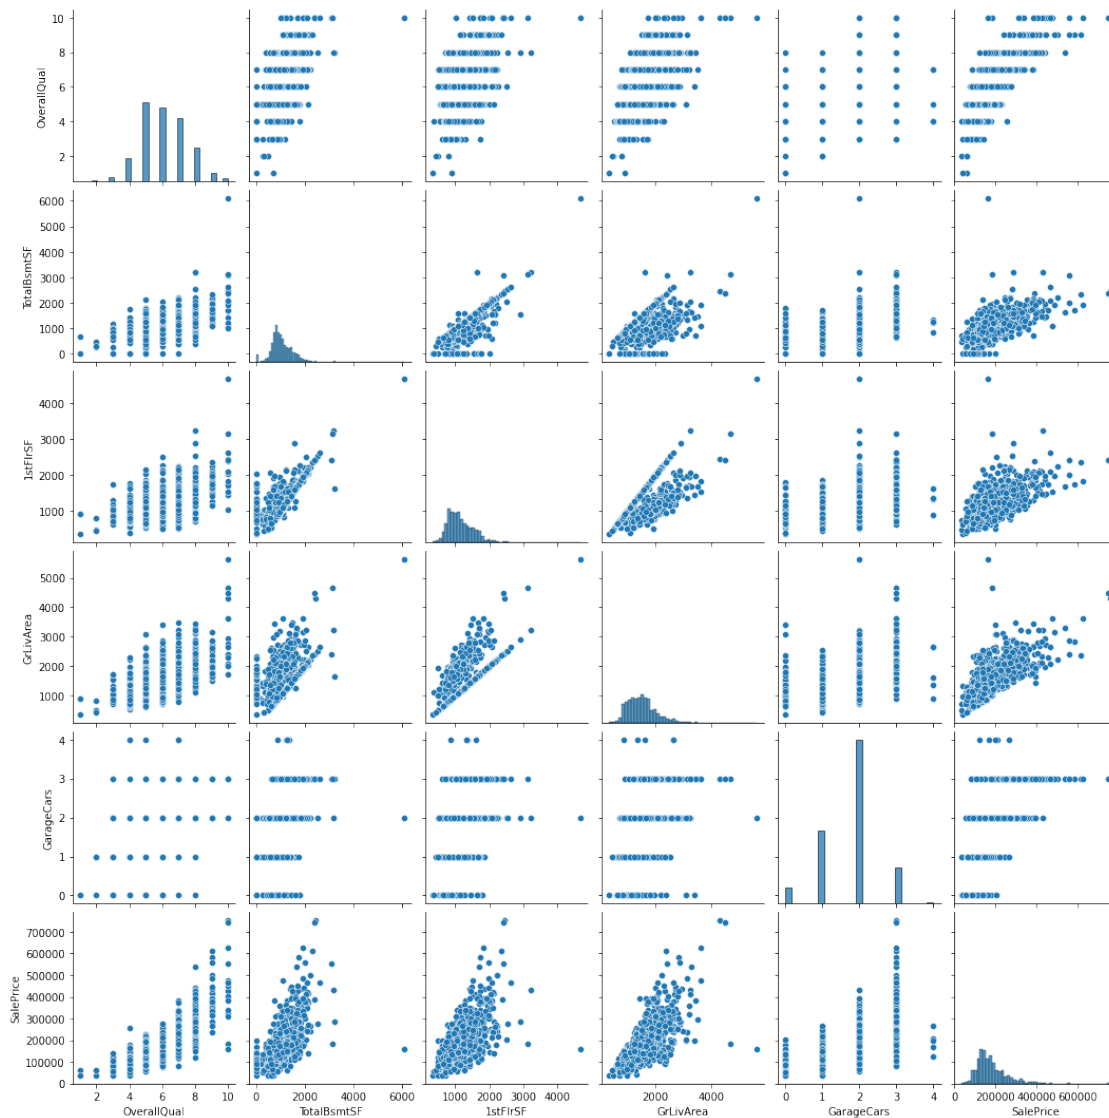 10
8
6
4
2
OverallQual
6000
5000
4000
3000
2000
1000
0
TotalBsmtSF
4000
3000
2000
1000
1stFlrSF
5000
4000
3000
2000
1000
GrLivArea
4
3
2
1
0
GarageCars
700000
600000
500000
400000
300000
200000
100000
0
SalePrice
2 4 6 8 10
0 2000 4000 6000
1000 2000 3000 4000
2000 4000
0 1 2 3 4
200000 400000 600000
OverallQual TotalBsmtSF 1stFlrSF GrLivArea GarageCars SalePrice